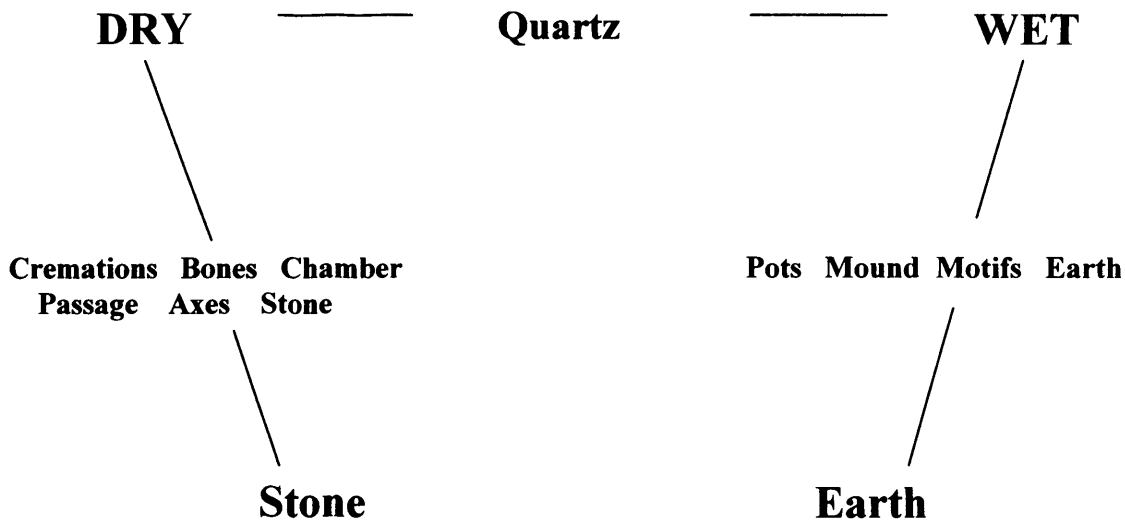 DRY Quartz WET
Cremations Bones Chamber
Passage Axes Stone
Pots Mound Motifs Earth
Stone Earth